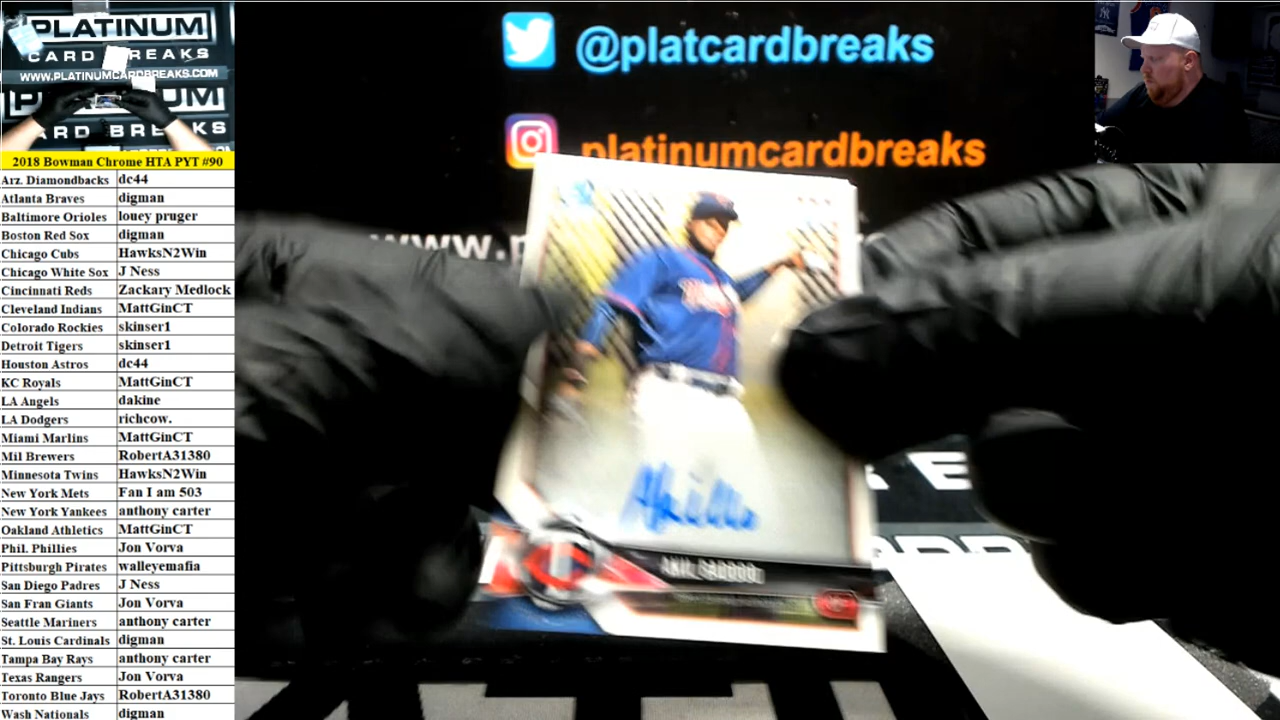 PLATINUM
CARD BREAKS
WWW.PLATINUMCARDBREAKS.COM
ARD BREAKS
2018 Bowman Chrome HTA PYT #90
Arz. Diamondbacks dc44
Atlanta Braves digman
Baltimore Orioles louey pruger
Boston Red Sox digman
Chicago Cubs HawksN2Win
Chicago White Sox J Ness
Cincinnati Reds Zackary Medlock
Cleveland Indians MattGinCT
Colorado Rockies skinser1
Detroit Tigers skinser1
Houston Astros dc44
KC Royals MattGinCT
LA Angels dakine
LA Dodgers richcow.
Miami Marlins MattGinCT
Mil Brewers RobertA31380
Minnesota Twins HawksN2Win
New York Mets Fan I am 503
New York Yankees anthony carter
Oakland Athletics MattGinCT
Phil. Phillies Jon Vorva
Pittsburgh Pirates walleyemafia
San Diego Padres J Ness
San Fran Giants Jon Vorva
Seattle Mariners anthony carter
St. Louis Cardinals digman
Tampa Bay Rays anthony carter
Texas Rangers Jon Vorva
Toronto Blue Jays RobertA31380
Wash Nationals digman
@platcardbreaks
platinumcardbreaks
www.p
AKIL BADDOO